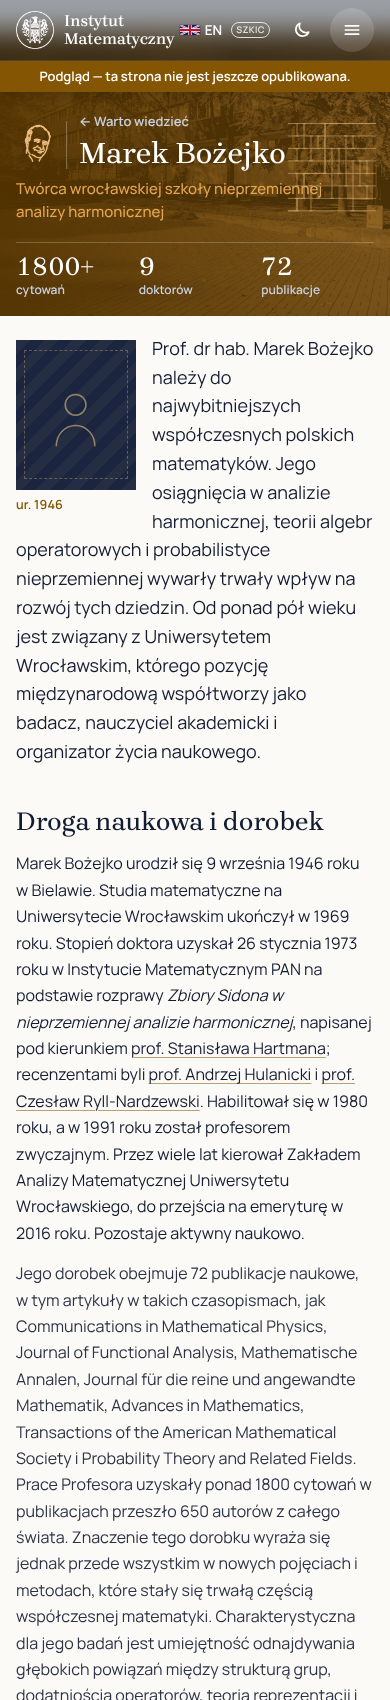 Instytut
Matematyczny
EN
SZKIC
Podgląd — ta strona nie jest jeszcze opublikowana.
← Warto wiedzieć
Marek Bożejko
Twórca wrocławskiej szkoły nieprzemiennej
analizy harmonicznej
1800+
cytowań
9
doktorów
72
publikacje
ur. 1946
Prof. dr hab. Marek Bożejko
należy do
najwybitniejszych
współczesnych polskich
matematyków. Jego
osiągnięcia w analizie
harmonicznej, teorii algebr
operatorowych i probabilistyce
nieprzemiennej wywarły trwały wpływ na
rozwój tych dziedzin. Od ponad pół wieku
jest związany z Uniwersytetem
Wrocławskim, którego pozycję
międzynarodową współtworzy jako
badacz, nauczyciel akademicki i
organizator życia naukowego.
Droga naukowa i dorobek
Marek Bożejko urodził się 9 września 1946 roku
w Bielawie. Studia matematyczne na
Uniwersytecie Wrocławskim ukończył w 1969
roku. Stopień doktora uzyskał 26 stycznia 1973
roku w Instytucie Matematycznym PAN na
podstawie rozprawy Zbiory Sidona w
nieprzemiennej analizie harmonicznej, napisanej
pod kierunkiem prof. Stanisława Hartmana;
recenzentami byli prof. Andrzej Hulanicki i prof.
Czesław Ryll-Nardzewski. Habilitował się w 1980
roku, a w 1991 roku został profesorem
zwyczajnym. Przez wiele lat kierował Zakładem
Analizy Matematycznej Uniwersytetu
Wrocławskiego, do przejścia na emeryturę w
2016 roku. Pozostaje aktywny naukowo.
Jego dorobek obejmuje 72 publikacje naukowe,
w tym artykuły w takich czasopismach, jak
Communications in Mathematical Physics,
Journal of Functional Analysis, Mathematische
Annalen, Journal für die reine und angewandte
Mathematik, Advances in Mathematics,
Transactions of the American Mathematical
Society i Probability Theory and Related Fields.
Prace Profesora uzyskały ponad 1800 cytowań w
publikacjach przeszło 650 autorów z całego
świata. Znaczenie tego dorobku wyraża się
jednak przede wszystkim w nowych pojęciach i
metodach, które stały się trwałą częścią
współczesnej matematyki. Charakterystyczna
dla jego badań jest umiejętność odnajdywania
głębokich powiązań między strukturą grup,
dodatniością operatorów, teorią reprezentacji i